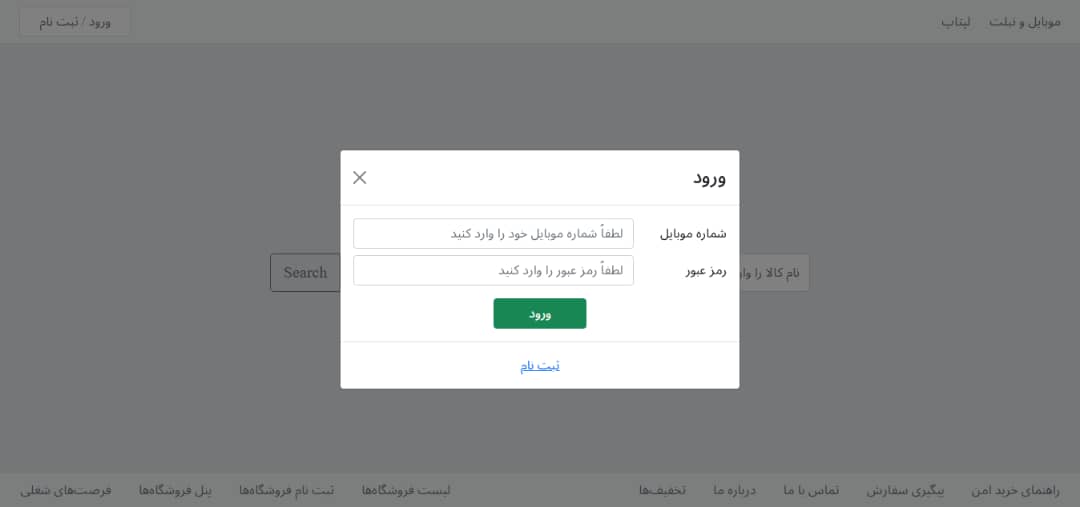 موبایل و تبلت لپتاپ ورود / ثبت نام
ورود
شماره موبایل لطفاً شماره موبایل خود را وارد کنید
رمز عبور لطفاً رمز عبور را وارد کنید
نام کالا را Search
ورود
ثبت نام
راهنمای خرید امن پیگیری سفارش تماس با ما درباره ما تخفیف‌ها لیست فروشگاه‌ها ثبت نام فروشگاه‌ها پنل فروشگاه‌ها فرصت‌های شغلی